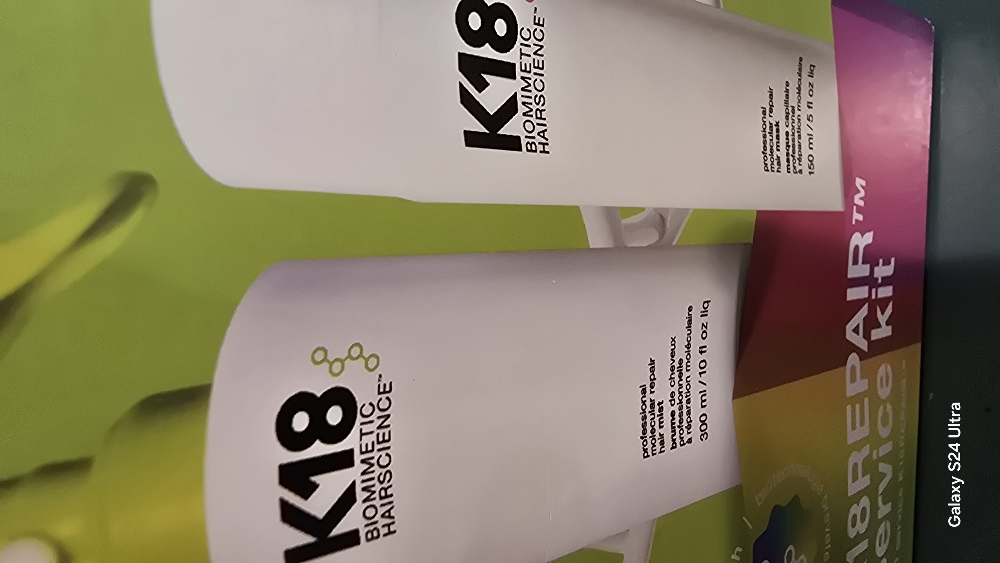 K18
BIOMIMETIC
HAIRSCIENCE™
professional
molecular repair
hair mist
brume de cheveux
professionnelle
à réparation moléculaire
300 ml / 10 fl oz liq
K18
BIOMIMETIC
HAIRSCIENCE™
professional
molecular repair
hair mask
masque capillaire
professionnel
à réparation moléculaire
150 ml / 5 fl oz liq
18REPAIR™
service kit
Galaxy S24 Ultra